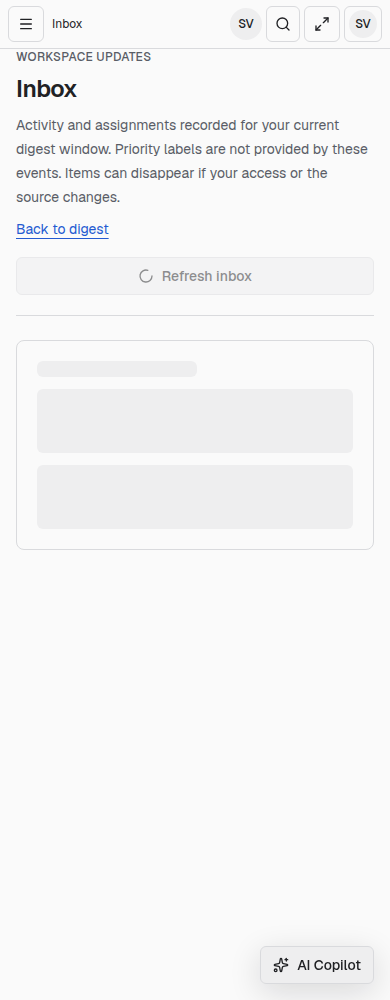 Inbox
SV
SV
WORKSPACE UPDATES
Inbox
Activity and assignments recorded for your current
digest window. Priority labels are not provided by these
events. Items can disappear if your access or the
source changes.
Back to digest
Refresh inbox
AI Copilot